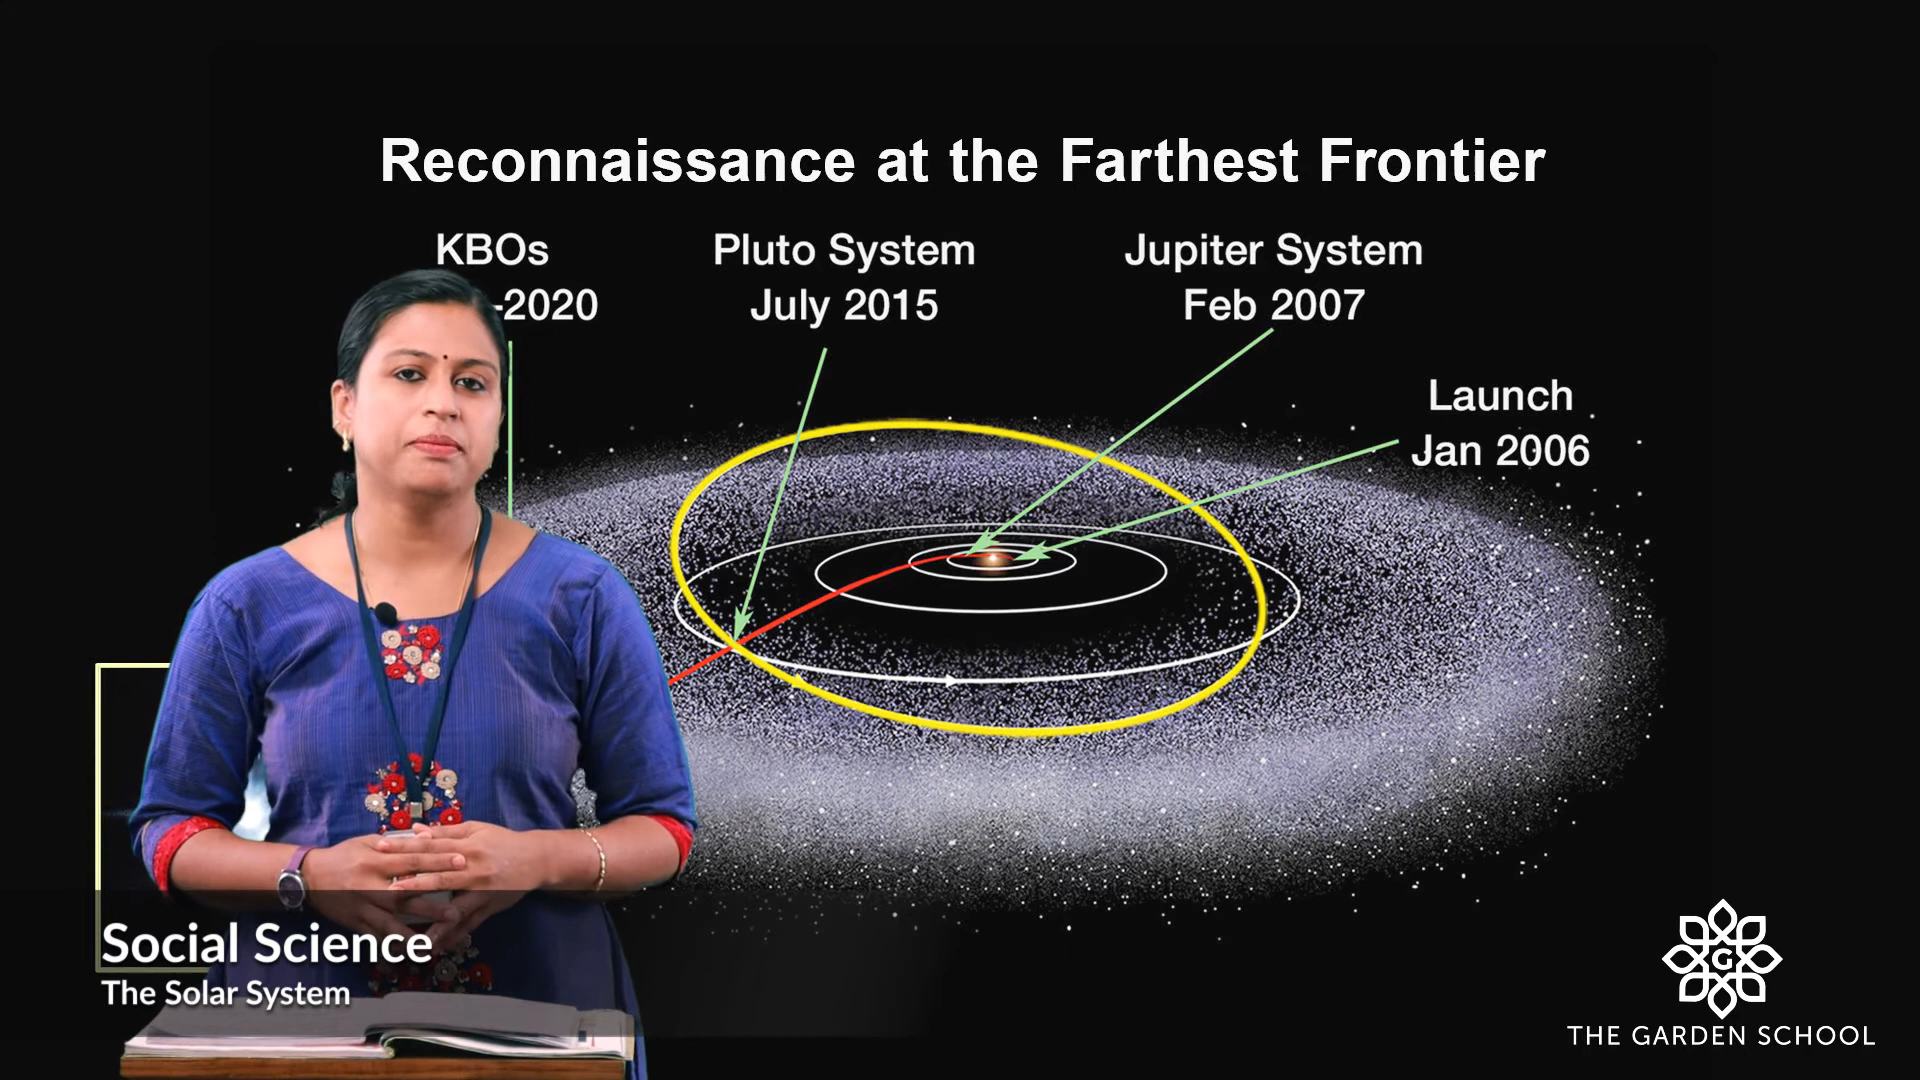 Reconnaissance at the Farthest Frontier
KBOs
-2020
Pluto System
July 2015
Jupiter System
Feb 2007
Launch
Jan 2006
Social Science
The Solar System
G
THE GARDEN SCHOOL